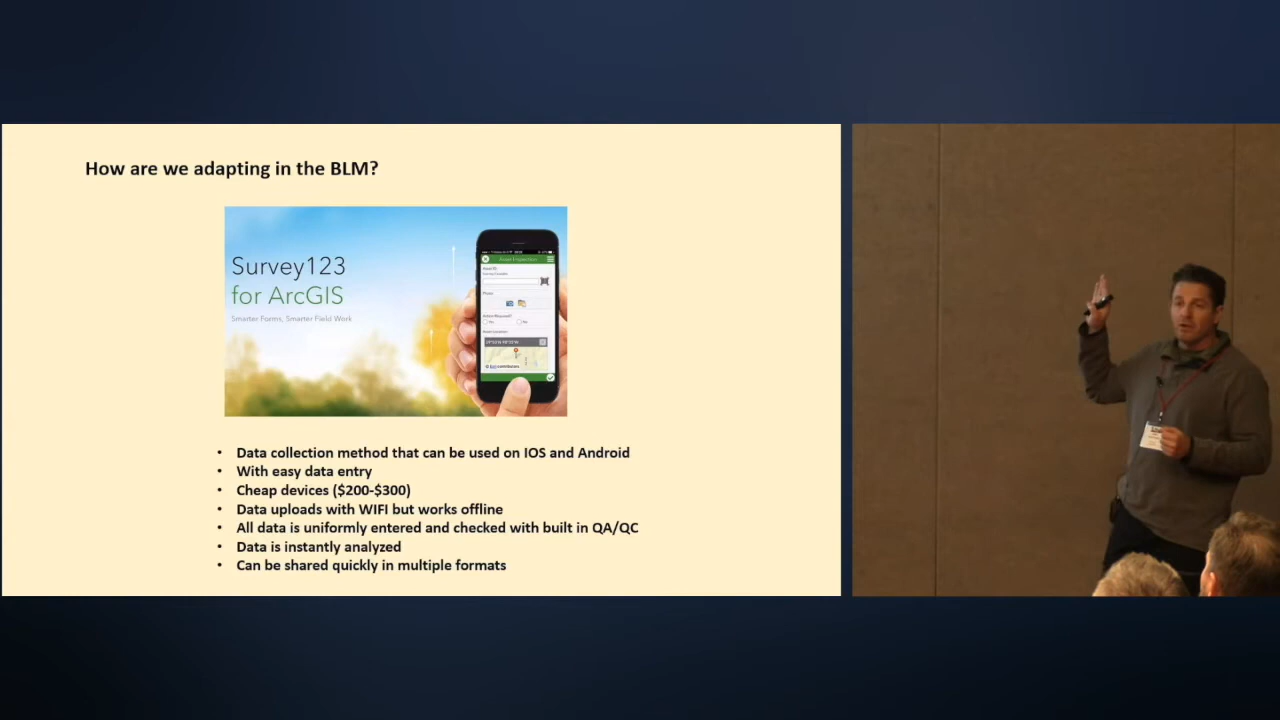 How are we adapting in the BLM?
Survey123
for ArcGIS
Smarter Forms, Smarter Field Work
Asset Inspection
• Data collection method that can be used on IOS and Android
• With easy data entry
• Cheap devices ($200-$300)
• Data uploads with WIFI but works offline
• All data is uniformly entered and checked with built in QA/QC
• Data is instantly analyzed
• Can be shared quickly in multiple formats